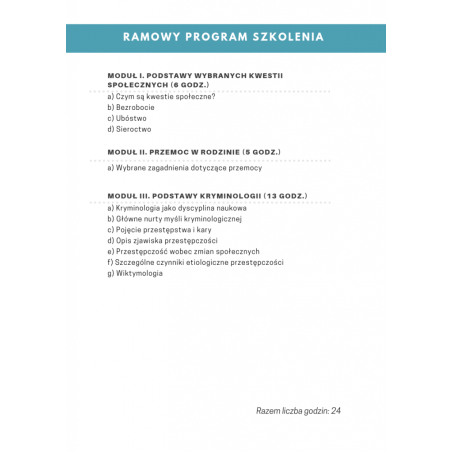 RAMOWY PROGRAM SZKOLENIA
MODUŁ I. PODSTAWY WYBRANYCH KWESTII
SPOŁECZNYCH (6 GODZ.)
a) Czym są kwestie społeczne?
b) Bezrobocie
c) Ubóstwo
d) Sieroctwo
MODUŁ II. PRZEMOC W RODZINIE (5 GODZ.)
a) Wybrane zagadnienia dotyczące przemocy
MODUŁ III. PODSTAWY KRYMINOLOGII (13 GODZ.)
a) Kryminologia jako dyscyplina naukowa
b) Główne nurty myśli kryminologicznej
c) Pojęcie przestępstwa i kary
d) Opis zjawiska przestępczości
e) Przestępczość wobec zmian społecznych
f) Szczególne czynniki etiologiczne przestępczości
g) Wiktymologia
Razem liczba godzin: 24